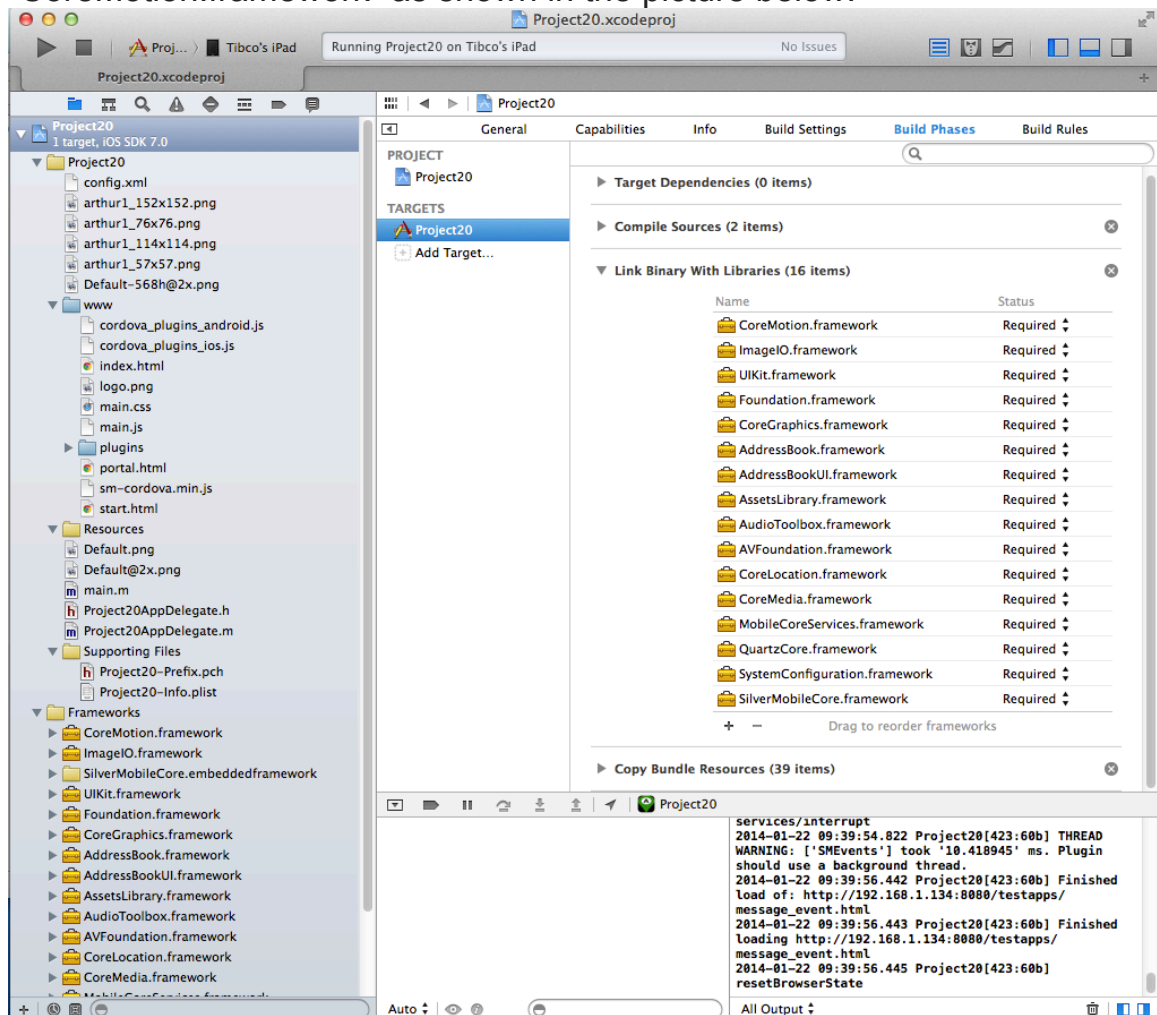 "CoreMotion.framework" as shown in the picture below:
Project20.xcodeproj
Proj... Tibco's iPad
Running Project20 on Tibco's iPad No Issues
Project20.xcodeproj
Project20
1 target, iOS SDK 7.0
Project20
config.xml
arthur1_152x152.png
arthur1_76x76.png
arthur1_114x114.png
arthur1_57x57.png
Default-568h@2x.png
www
cordova_plugins_android.js
cordova_plugins_ios.js
index.html
logo.png
main.css
main.js
plugins
portal.html
sm-cordova.min.js
start.html
Resources
Default.png
Default@2x.png
main.m
Project20AppDelegate.h
Project20AppDelegate.m
Supporting Files
Project20-Prefix.pch
Project20-Info.plist
Frameworks
CoreMotion.framework
ImageIO.framework
SilverMobileCore.embeddedframework
UIKit.framework
Foundation.framework
CoreGraphics.framework
AddressBook.framework
AddressBookUI.framework
AssetsLibrary.framework
AudioToolbox.framework
AVFoundation.framework
CoreLocation.framework
CoreMedia.framework
MobileCoreServices.framework
Project20
General Capabilities Info Build Settings Build Phases Build Rules
PROJECT
Project20
TARGETS
Project20
Add Target...
Target Dependencies (0 items)
Compile Sources (2 items)
Link Binary With Libraries (16 items)
Name Status
CoreMotion.framework Required
ImageIO.framework Required
UIKit.framework Required
Foundation.framework Required
CoreGraphics.framework Required
AddressBook.framework Required
AddressBookUI.framework Required
AssetsLibrary.framework Required
AudioToolbox.framework Required
AVFoundation.framework Required
CoreLocation.framework Required
CoreMedia.framework Required
MobileCoreServices.framework Required
QuartzCore.framework Required
SystemConfiguration.framework Required
SilverMobileCore.framework Required
+ − Drag to reorder frameworks
Copy Bundle Resources (39 items)
Project20
services/interrupt
2014-01-22 09:39:54.822 Project20[423:60b] THREAD
WARNING: ['SMEvents'] took '10.418945' ms. Plugin
should use a background thread.
2014-01-22 09:39:56.442 Project20[423:60b] Finished
load of: http://192.168.1.134:8080/testapps/
message_event.html
2014-01-22 09:39:56.443 Project20[423:60b] Finished
loading http://192.168.1.134:8080/testapps/
message_event.html
2014-01-22 09:39:56.445 Project20[423:60b]
resetBrowserState
Auto
All Output